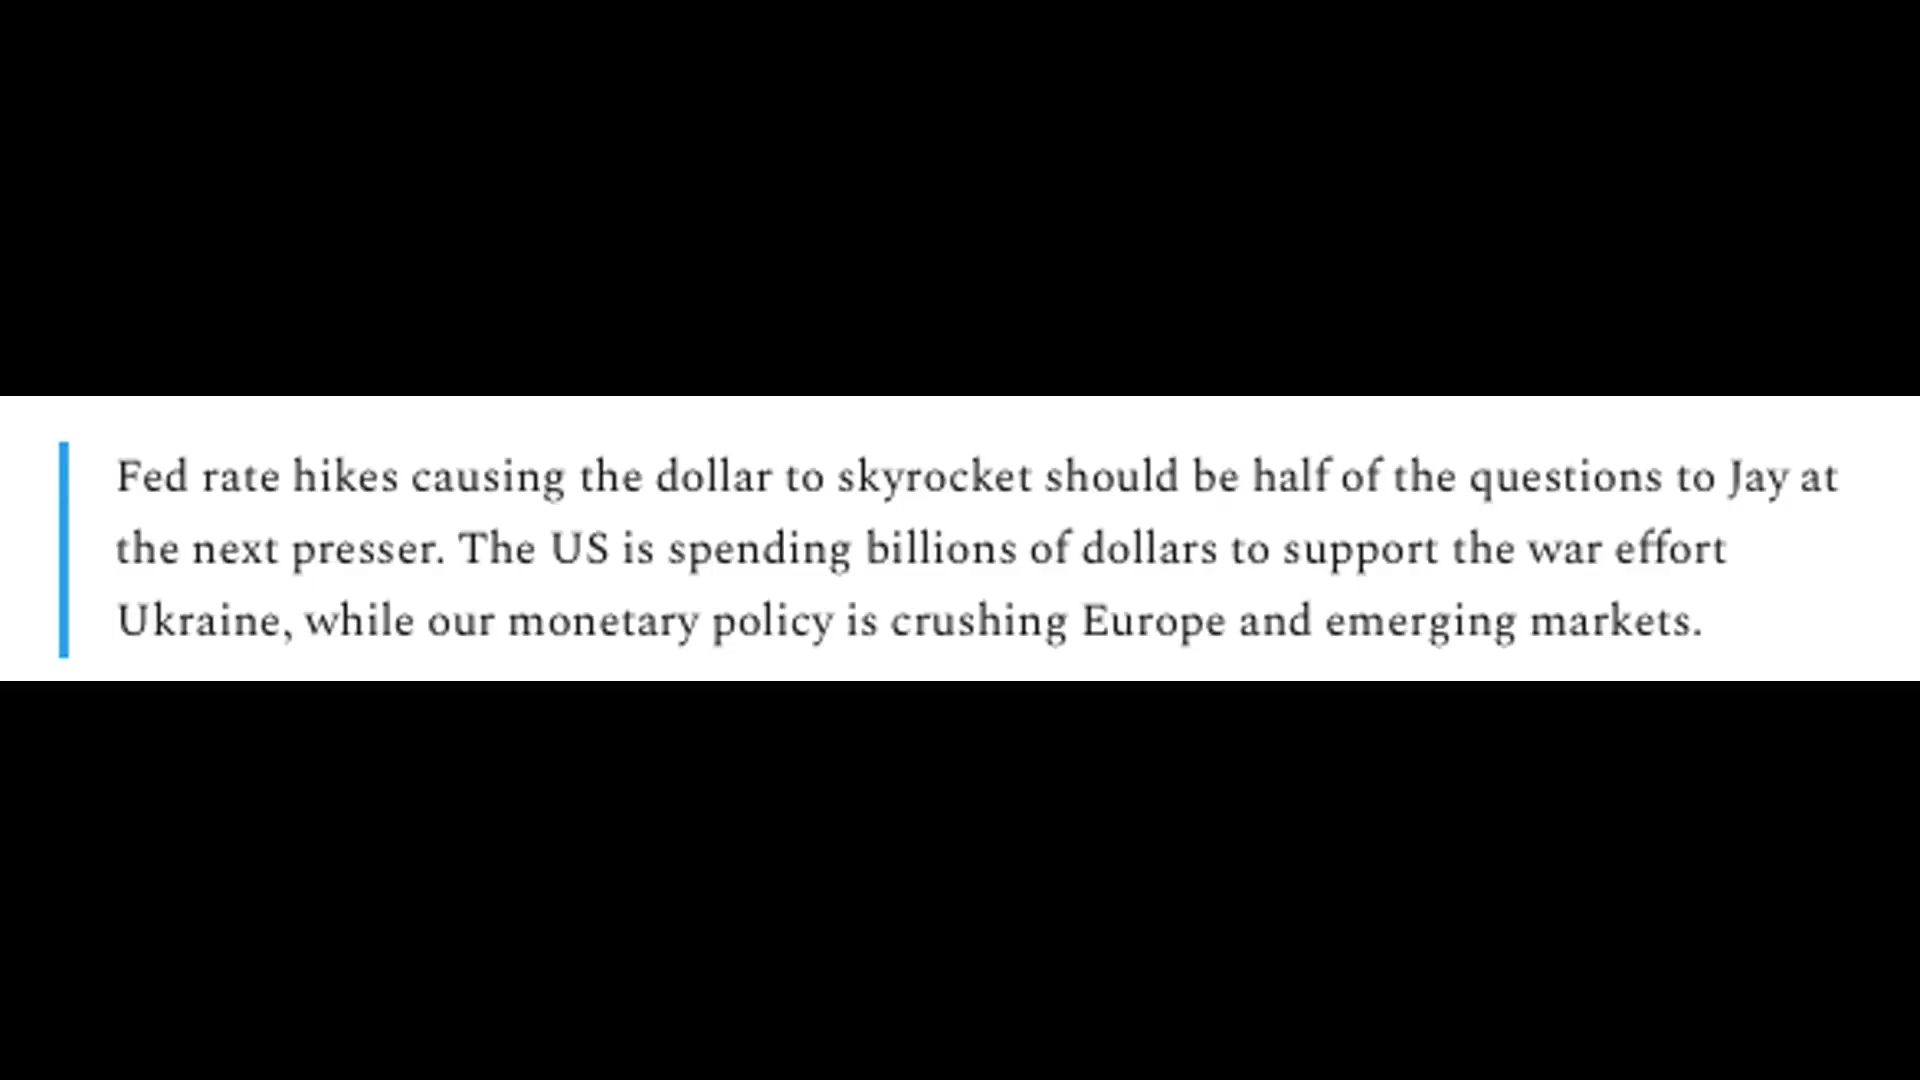 Fed rate hikes causing the dollar to skyrocket should be half of the questions to Jay at
the next presser. The US is spending billions of dollars to support the war effort
Ukraine, while our monetary policy is crushing Europe and emerging markets.